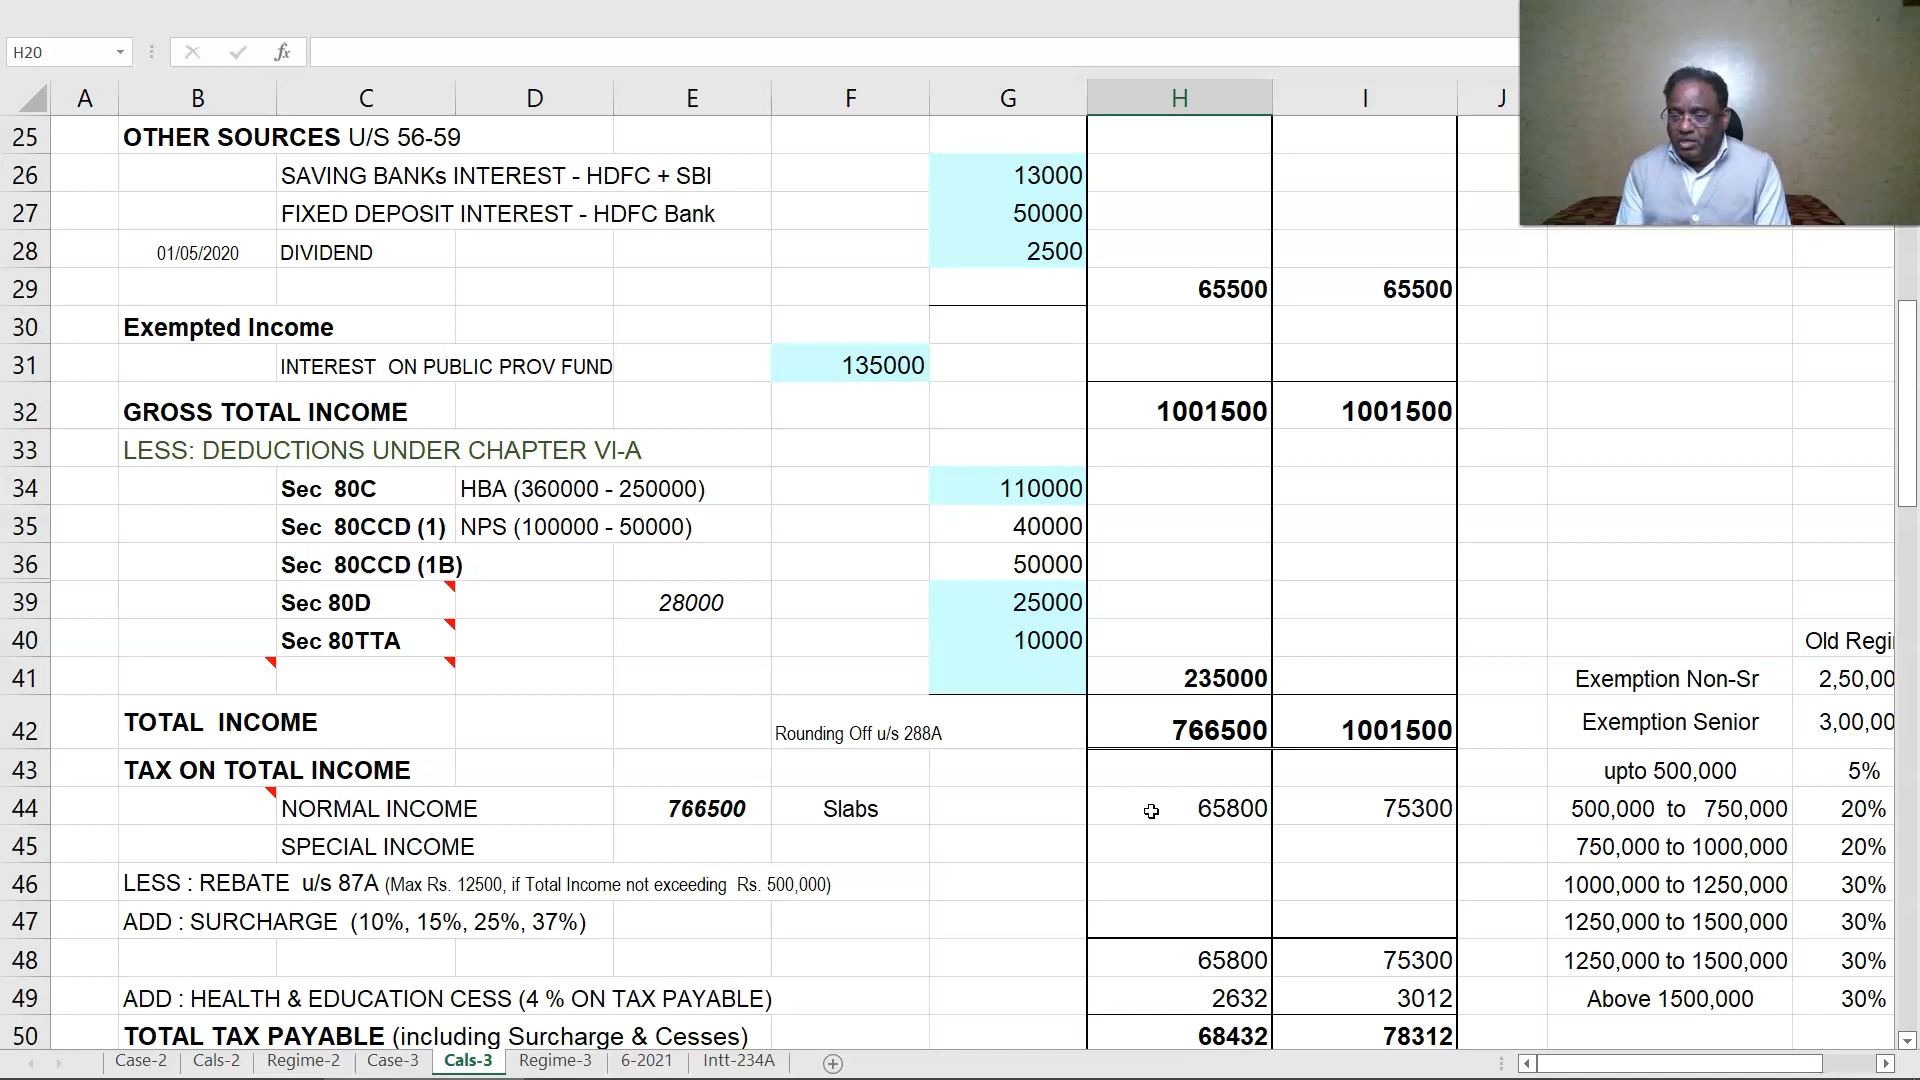 H20 fx
A B C D E F G H I J
25 OTHER SOURCES U/S 56-59
26 SAVING BANKs INTEREST - HDFC + SBI 13000
27 FIXED DEPOSIT INTEREST - HDFC Bank 50000
28 01/05/2020 DIVIDEND 2500
29 65500 65500
30 Exempted Income
31 INTEREST ON PUBLIC PROV FUND 135000
32 GROSS TOTAL INCOME 1001500 1001500
33 LESS: DEDUCTIONS UNDER CHAPTER VI-A
34 Sec 80C HBA (360000 - 250000) 110000
35 Sec 80CCD (1) NPS (100000 - 50000) 40000
36 Sec 80CCD (1B) 50000
39 Sec 80D 28000 25000
40 Sec 80TTA 10000 Old Regi
41 235000 Exemption Non-Sr 2,50,00
42 TOTAL INCOME Rounding Off u/s 288A 766500 1001500 Exemption Senior 3,00,00
43 TAX ON TOTAL INCOME upto 500,000 5%
44 NORMAL INCOME 766500 Slabs 65800 75300 500,000 to 750,000 20%
45 SPECIAL INCOME 750,000 to 1000,000 20%
46 LESS : REBATE u/s 87A (Max Rs. 12500, if Total Income not exceeding Rs. 500,000) 1000,000 to 1250,000 30%
47 ADD : SURCHARGE (10%, 15%, 25%, 37%) 1250,000 to 1500,000 30%
48 65800 75300 1250,000 to 1500,000 30%
49 ADD : HEALTH & EDUCATION CESS (4 % ON TAX PAYABLE) 2632 3012 Above 1500,000 30%
50 TOTAL TAX PAYABLE (including Surcharge & Cesses) 68432 78312
Case-2 Cals-2 Regime-2 Case-3 Cals-3 Regime-3 6-2021 Intt-234A